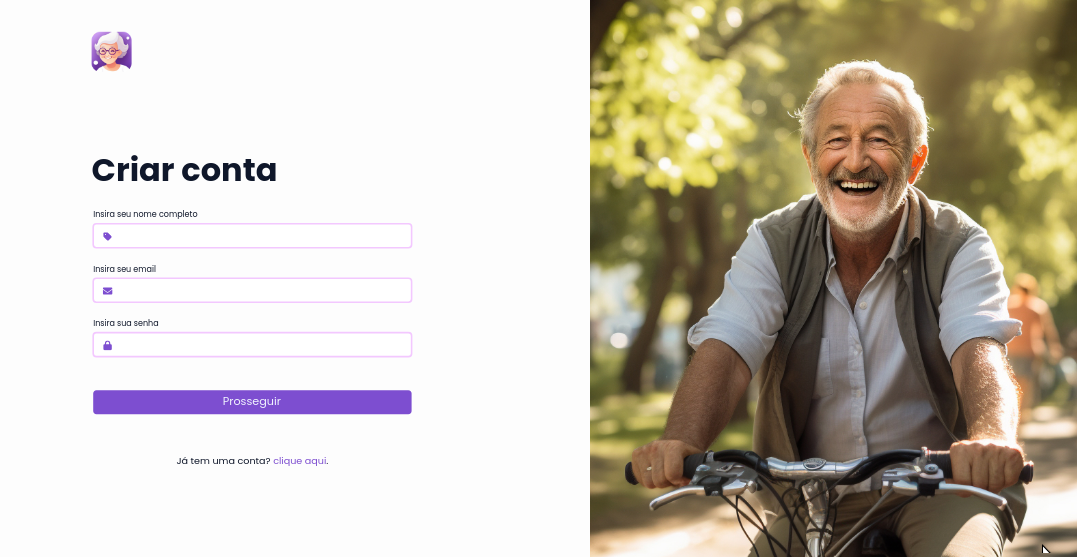 Criar conta
Insira seu nome completo
Insira seu email
Insira sua senha
Prosseguir
Já tem uma conta? clique aqui.